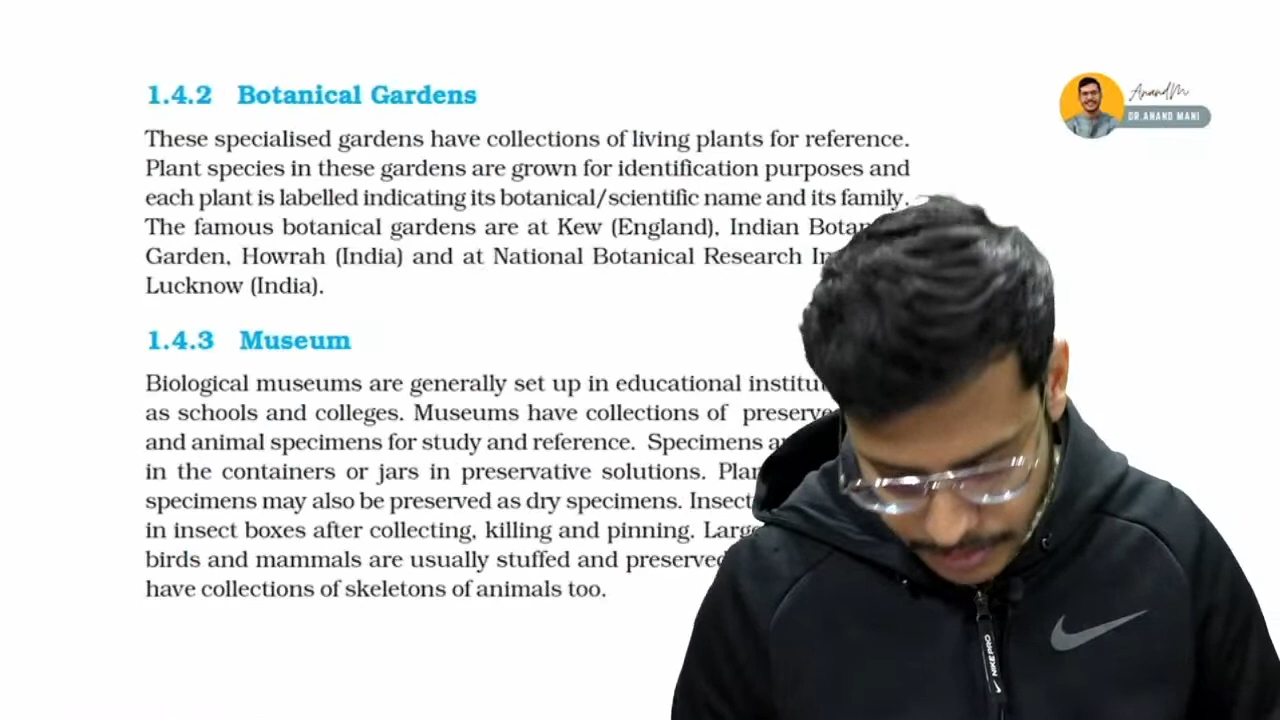 1.4.2 Botanical Gardens
These specialised gardens have collections of living plants for reference.
Plant species in these gardens are grown for identification purposes and
each plant is labelled indicating its botanical/scientific name and its family.
The famous botanical gardens are at Kew (England), Indian
Garden, Howrah (India) and at National Botanical Research
Lucknow (India).
1.4.3 Museum
Biological museums are generally set up in educational
as schools and colleges. Museums have collections of
and animal specimens for study and reference. Specimens
in the containers or jars in preservative solutions.
specimens may also be preserved as dry specimens.
in insect boxes after collecting, killing and pinning.
birds and mammals are usually stuffed and preserved
have collections of skeletons of animals too.
AnandM
DR.ANAND MANI
NIKE PRO